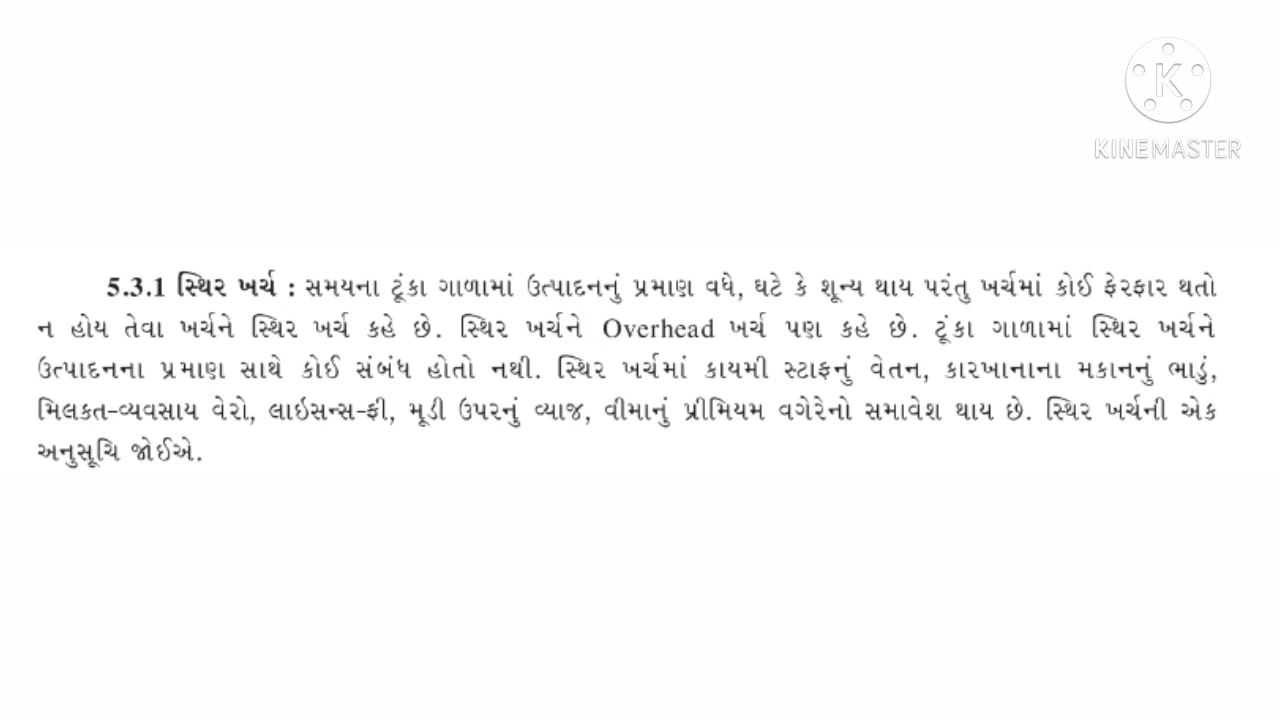 KINEMASTER
5.3.1 સ્થિર ખર્ચ : સમયના ટૂંકા ગાળામાં ઉત્પાદનનું પ્રમાણ વધે, ઘટે કે શૂન્ય થાય પરંતુ ખર્ચમાં કોઈ ફેરફાર થતો
ન હોય તેવા ખર્ચને સ્થિર ખર્ચ કહે છે. સ્થિર ખર્ચને Overhead ખર્ચ પણ કહે છે. ટૂંકા ગાળામાં સ્થિર ખર્ચને
ઉત્પાદનના પ્રમાણ સાથે કોઈ સંબંધ હોતો નથી. સ્થિર ખર્ચમાં કાયમી સ્ટાફનું વેતન, કારખાનાના મકાનનું ભાડું,
મિલકત-વ્યવસાય વેરો, લાઇસન્સ-ફી, મૂડી ઉપરનું વ્યાજ, વીમાનું પ્રીમિયમ વગેરેનો સમાવેશ થાય છે. સ્થિર ખર્ચની એક
અનુસૂચિ જોઈએ.